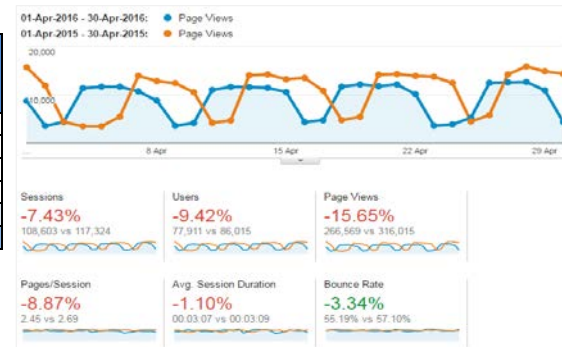 01-Apr-2016 - 30-Apr-2016: Page Views
01-Apr-2015 - 30-Apr-2015: Page Views
20,000
10,000
...
8 Apr
15 Apr
22 Apr
29 Apr
Sessions
-7.43%
108,603 vs 117,324
Users
-9.42%
77,911 vs 86,015
Page Views
-15.65%
266,569 vs 316,015
Pages/Session
-8.87%
2.45 vs 2.69
Avg. Session Duration
-1.10%
00:03:07 vs 00:03:09
Bounce Rate
-3.34%
55.19% vs 57.10%